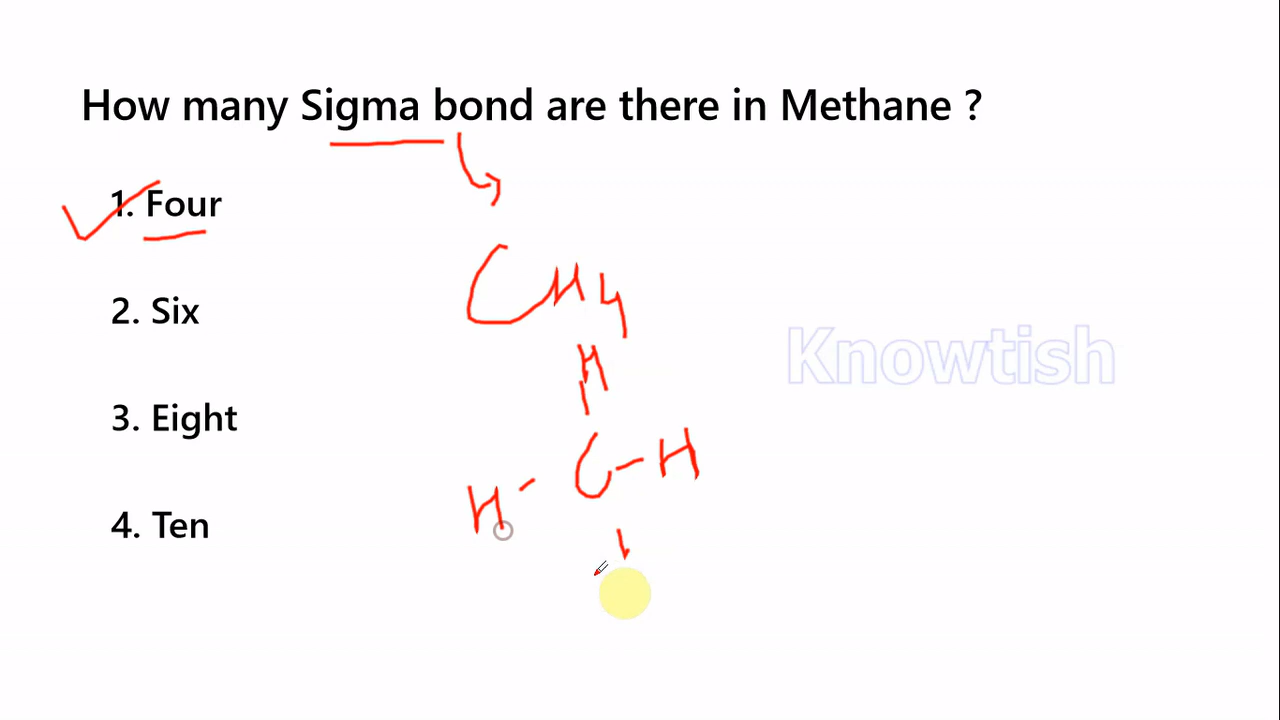 How many Sigma bond are there in Methane ?
1. Four
2. Six
3. Eight
4. Ten
CH4
H
H - C - H
Knowtish